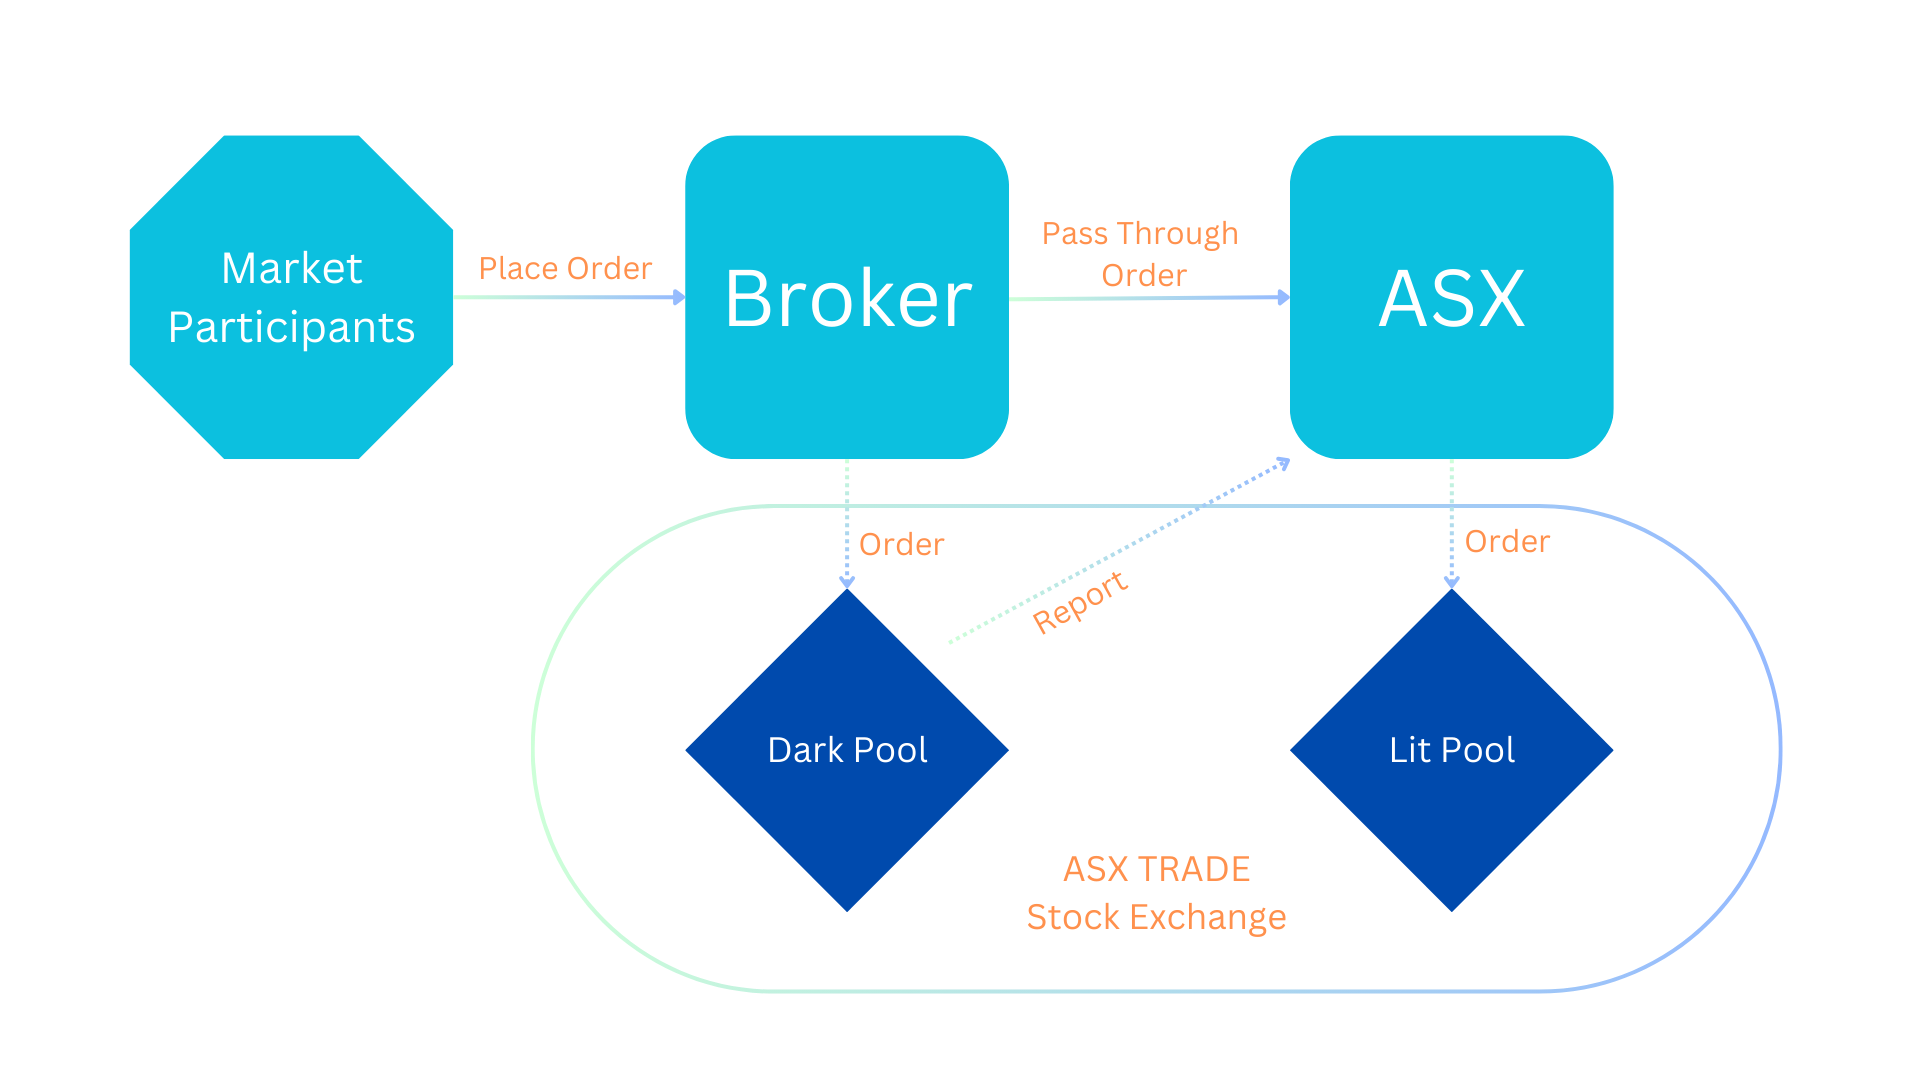 Market
Participants
Place Order
Broker
Pass Through
Order
ASX
Order
Report
Order
Dark Pool
Lit Pool
ASX TRADE
Stock Exchange